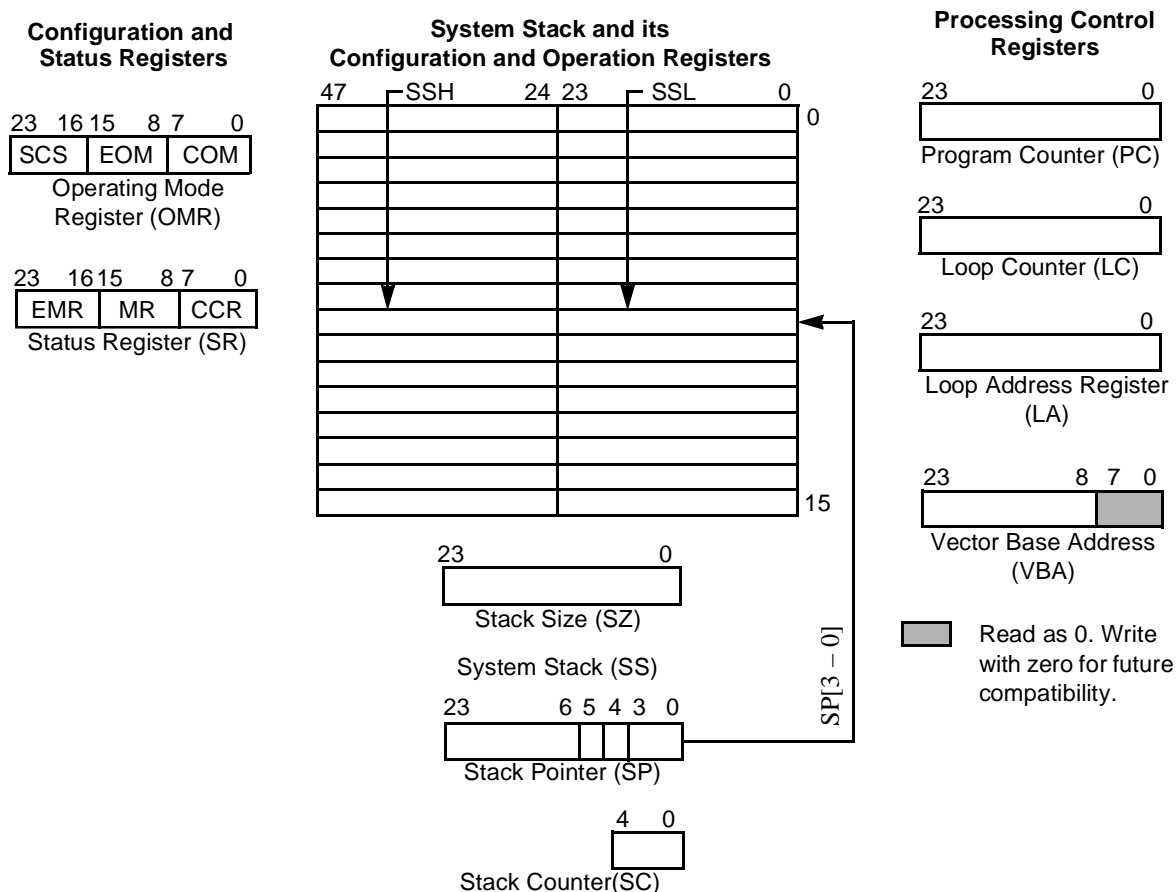 Configuration and
Status Registers
23 16 15 8 7 0
SCS EOM COM
Operating Mode
Register (OMR)
23 16 15 8 7 0
EMR MR CCR
Status Register (SR)
System Stack and its
Configuration and Operation Registers
47 SSH 24 23 SSL 0
0
15
23 0
Stack Size (SZ)
System Stack (SS)
23 6 5 4 3 0
Stack Pointer (SP)
SP[3 – 0]
4 0
Stack Counter(SC)
Processing Control
Registers
23 0
Program Counter (PC)
23 0
Loop Counter (LC)
23 0
Loop Address Register
(LA)
23 8 7 0
Vector Base Address
(VBA)
Read as 0. Write
with zero for future
compatibility.